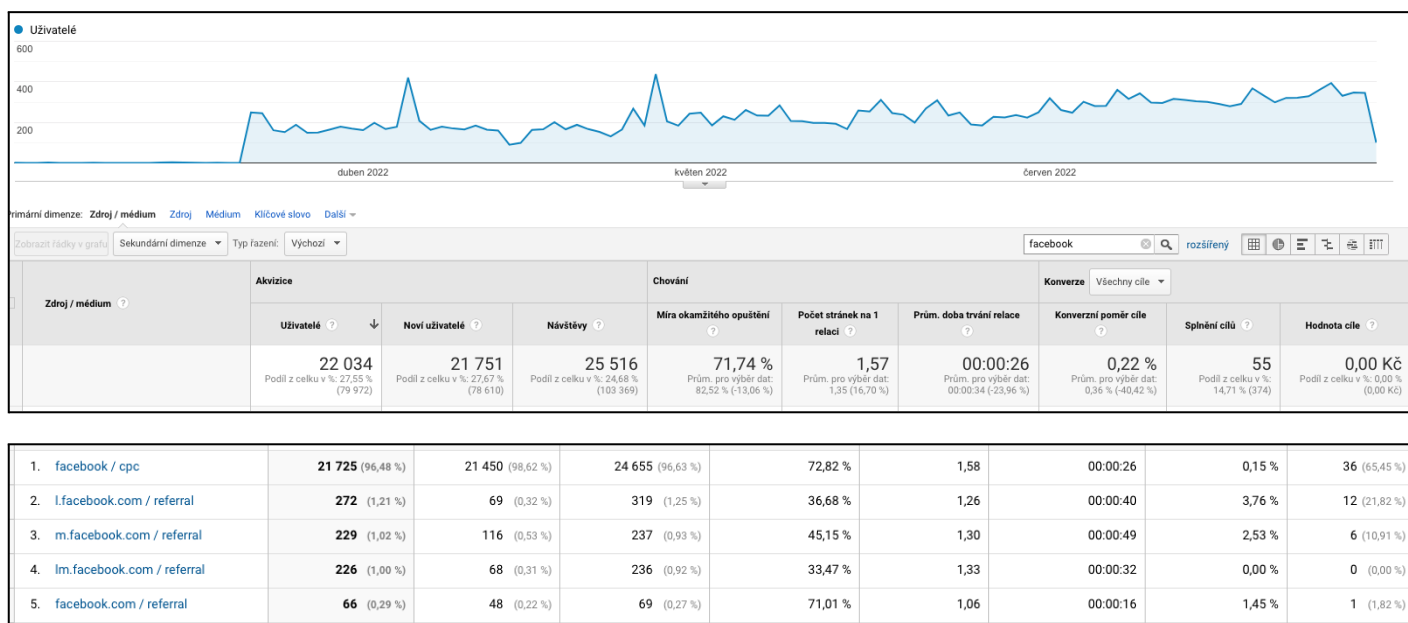 Uživatelé
600
400
200
duben 2022 květen 2022 červen 2022
Primární dimenze: Zdroj / médium Zdroj Médium Klíčové slovo Další
Zobrazit řádky v grafu Sekundární dimenze Typ řazení: Výchozí facebook rozšířený
Akvizice Chování Konverze Všechny cíle
Zdroj / médium ? Uživatelé ? Noví uživatelé ? Návštěvy ? Míra okamžitého opuštění ? Počet stránek na 1 relaci ? Prům. doba trvání relace ? Konverzní poměr cíle ? Splnění cílů ? Hodnota cíle ?
22 034 21 751 25 516 71,74 % 1,57 00:00:26 0,22 % 55 0,00 Kč
Podíl z celku v %: 27,55 % Podíl z celku v %: 27,67 % Podíl z celku v %: 24,68 % Prům. pro výběr dat: Prům. pro výběr dat: Prům. pro výběr dat: Prům. pro výběr dat: Podíl z celku v %: Podíl z celku v %: 0,00 %
(79 972) (78 610) (103 369) 82,52 % (-13,06 %) 1,35 (16,70 %) 00:00:34 (-23,96 %) 0,36 % (-40,42 %) 14,71 % (374) (0,00 Kč)
1. facebook / cpc 21 725 (96,48 %) 21 450 (98,62 %) 24 655 (96,63 %) 72,82 % 1,58 00:00:26 0,15 % 36 (65,45 %)
2. l.facebook.com / referral 272 (1,21 %) 69 (0,32 %) 319 (1,25 %) 36,68 % 1,26 00:00:40 3,76 % 12 (21,82 %)
3. m.facebook.com / referral 229 (1,02 %) 116 (0,53 %) 237 (0,93 %) 45,15 % 1,30 00:00:49 2,53 % 6 (10,91 %)
4. lm.facebook.com / referral 226 (1,00 %) 68 (0,31 %) 236 (0,92 %) 33,47 % 1,33 00:00:32 0,00 % 0 (0,00 %)
5. facebook.com / referral 66 (0,29 %) 48 (0,22 %) 69 (0,27 %) 71,01 % 1,06 00:00:16 1,45 % 1 (1,82 %)